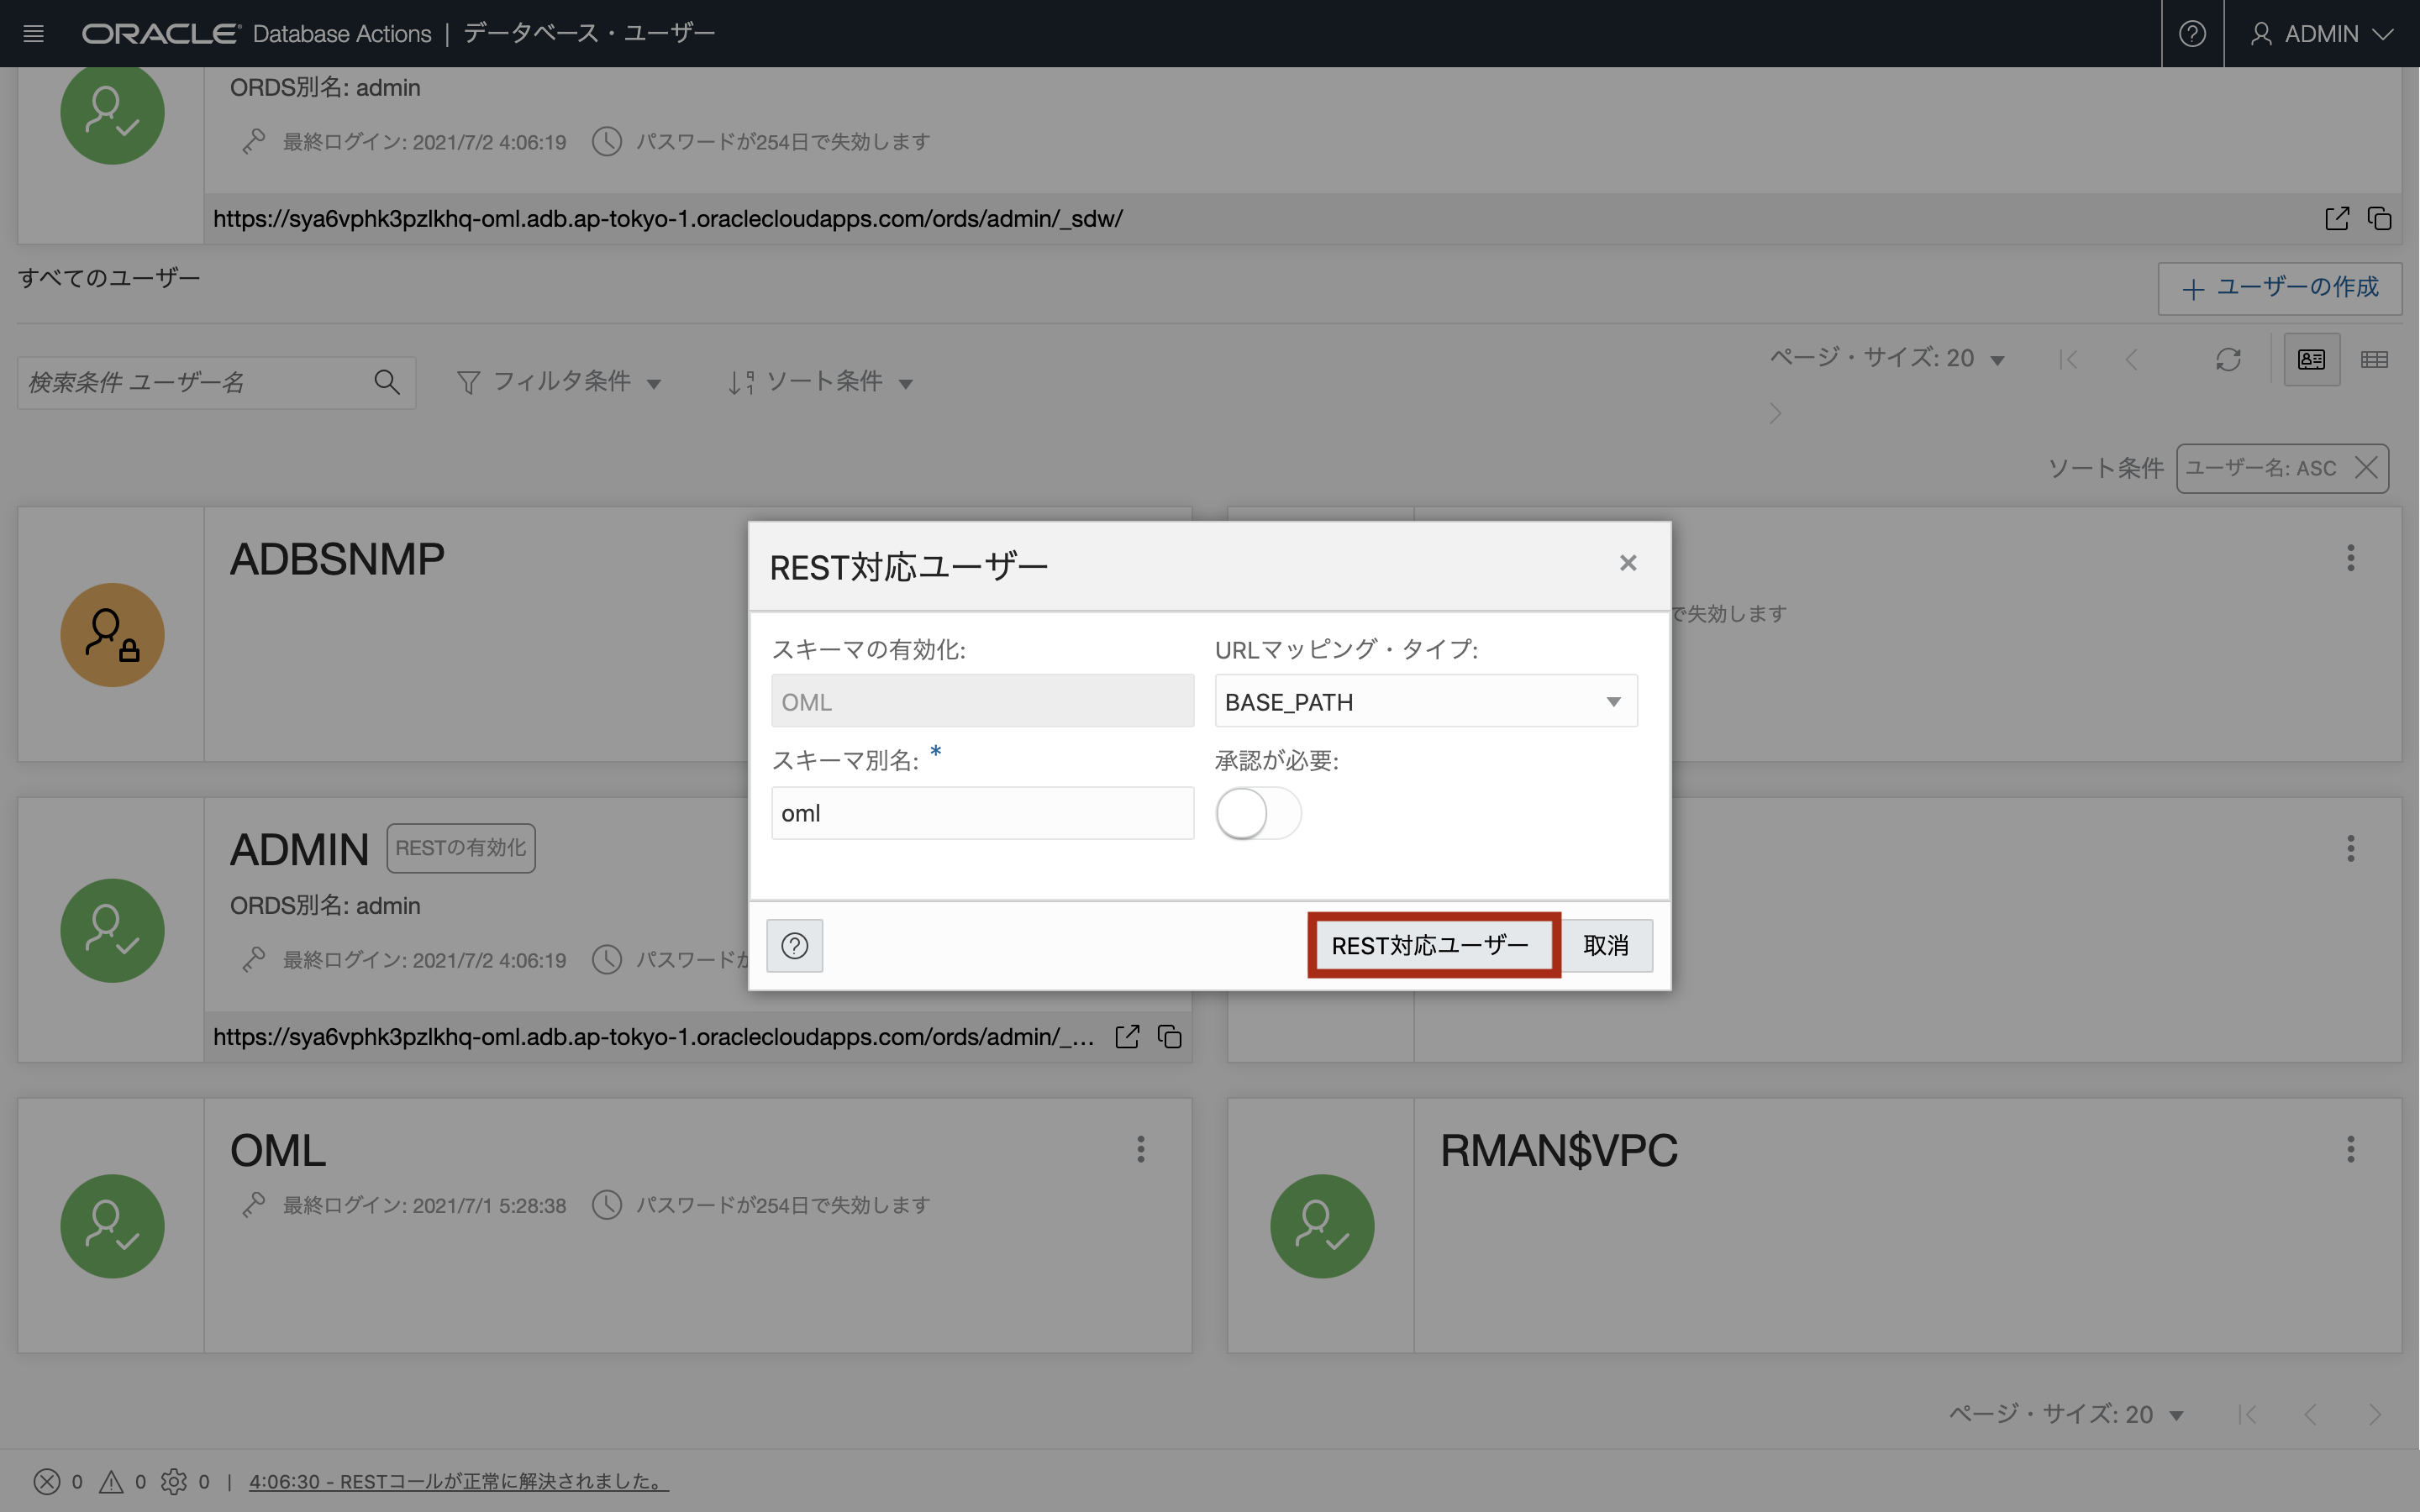 ORACLE Database Actions | データベース・ユーザー
ADMIN
ORDS別名: admin
最終ログイン: 2021/7/2 4:06:19 パスワードが254日で失効します
https://sya6vphk3pzlkhq-oml.adb.ap-tokyo-1.oraclecloudapps.com/ords/admin/_sdw/
すべてのユーザー
ユーザーの作成
検索条件 ユーザー名
フィルタ条件
ソート条件
ページ・サイズ: 20
ソート条件 ユーザー名: ASC
ADBSNMP
で失効します
REST対応ユーザー
スキーマの有効化:
URLマッピング・タイプ:
OML
BASE_PATH
スキーマ別名: *
承認が必要:
oml
REST対応ユーザー
取消
ADMIN RESTの有効化
ORDS別名: admin
最終ログイン: 2021/7/2 4:06:19 パスワードが
https://sya6vphk3pzlkhq-oml.adb.ap-tokyo-1.oraclecloudapps.com/ords/admin/_...
OML
最終ログイン: 2021/7/1 5:28:38 パスワードが254日で失効します
RMAN$VPC
ページ・サイズ: 20
0 0 0 | 4:06:30 - RESTコールが正常に解決されました。